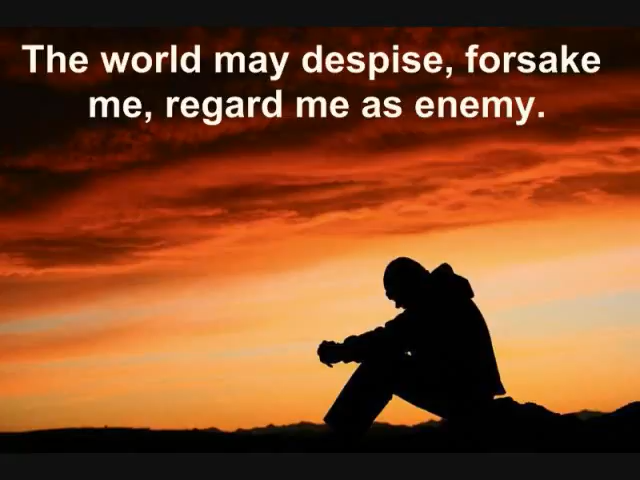 The world may despise, forsake
me, regard me as enemy.